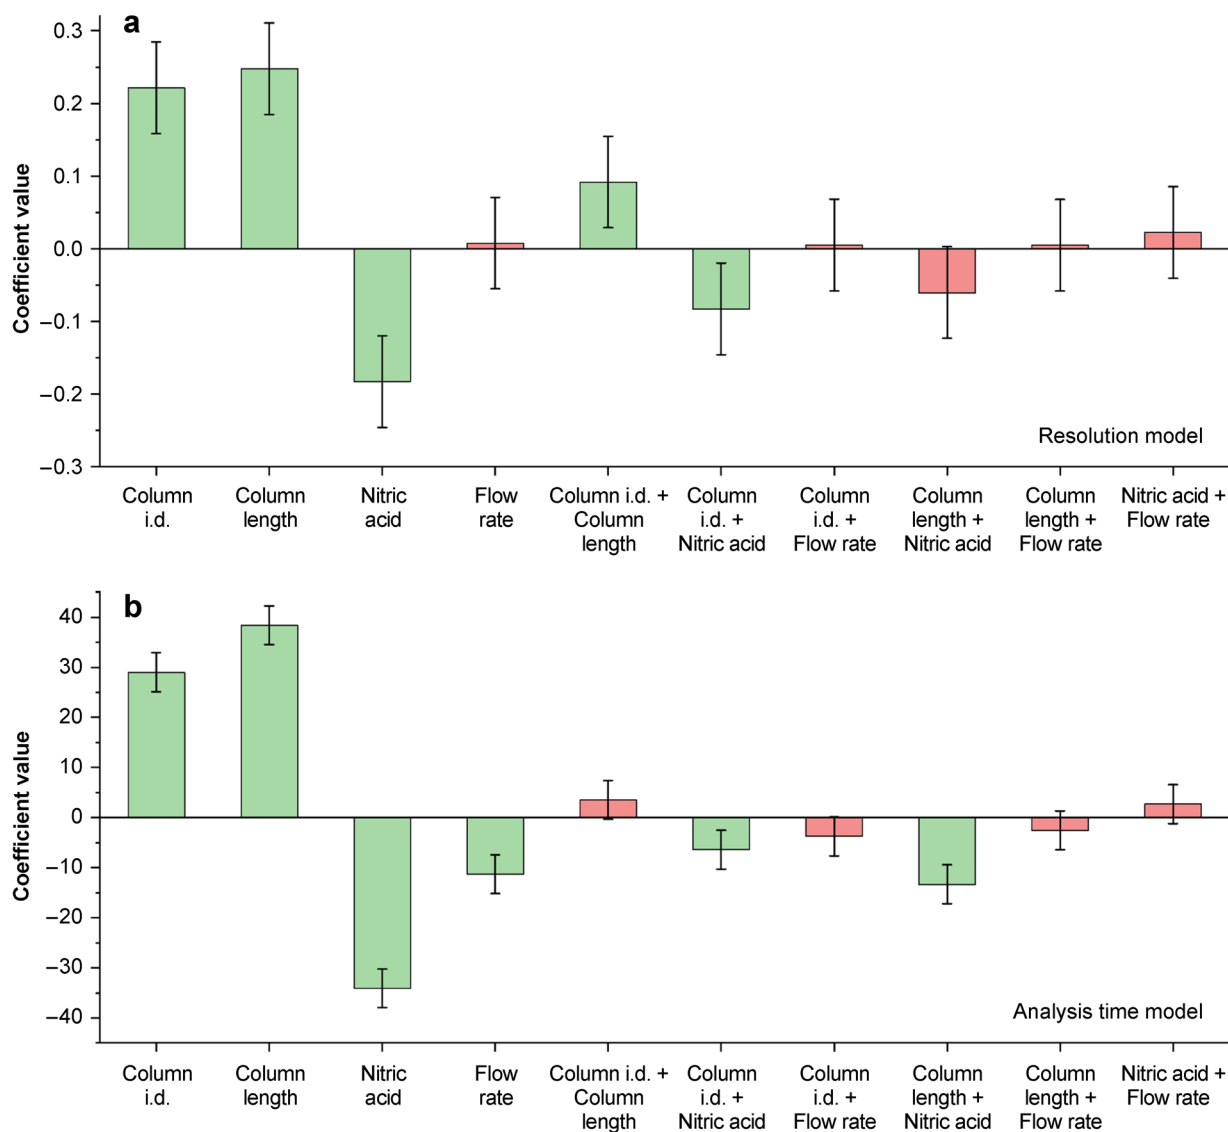 a
0.3
0.2
0.1
0.0
–0.1
–0.2
–0.3
Coefficient value
Resolution model
Column
i.d.
Column
length
Nitric
acid
Flow
rate
Column i.d. +
Column
length
Column
i.d. +
Nitric acid
Column
i.d. +
Flow rate
Column
length +
Nitric acid
Column
length +
Flow rate
Nitric acid +
Flow rate
b
40
30
20
10
0
–10
–20
–30
–40
Coefficient value
Analysis time model
Column
i.d.
Column
length
Nitric
acid
Flow
rate
Column i.d. +
Column
length
Column
i.d. +
Nitric acid
Column
i.d. +
Flow rate
Column
length +
Nitric acid
Column
length +
Flow rate
Nitric acid +
Flow rate